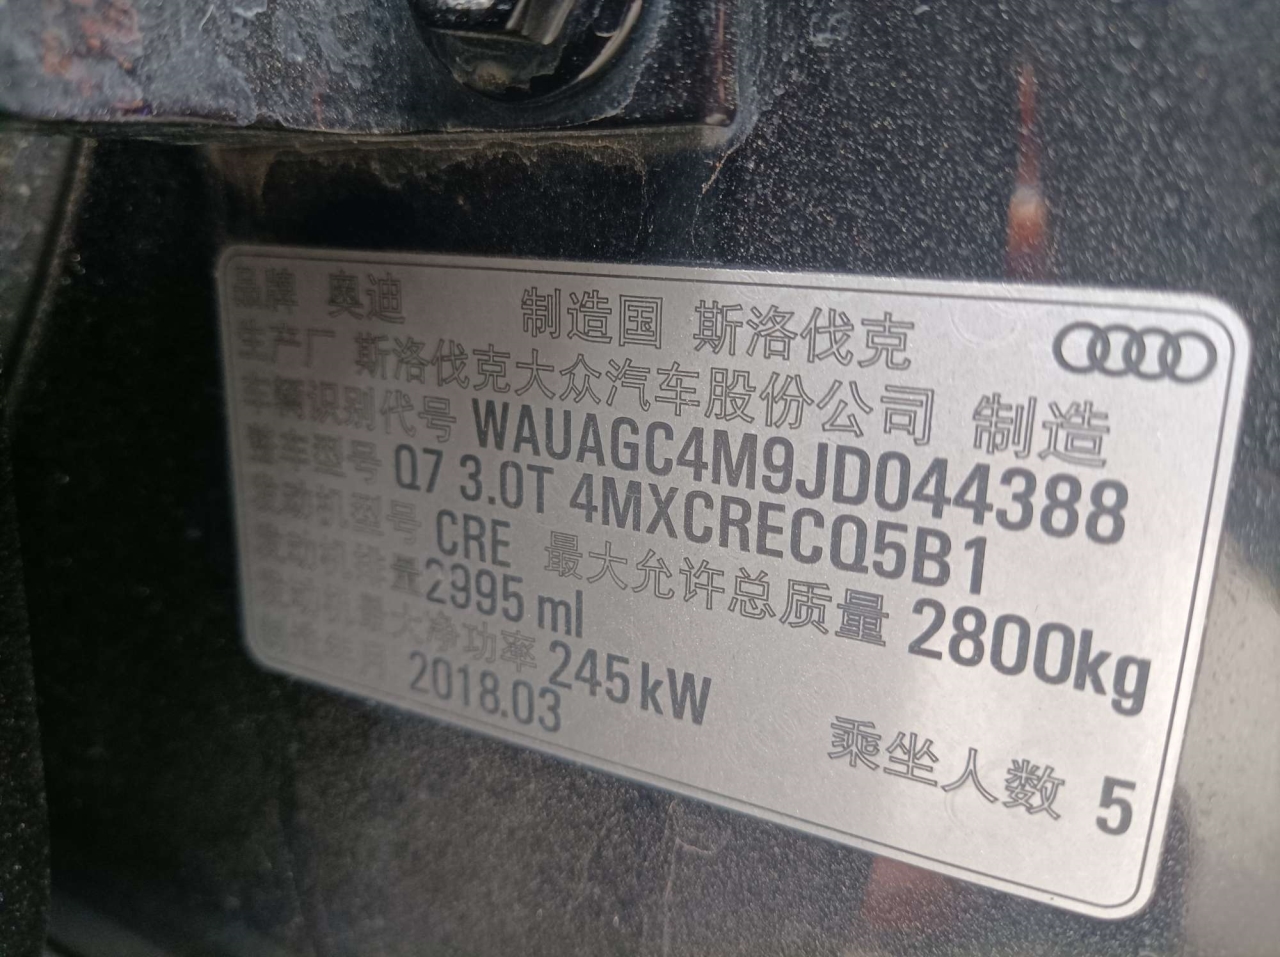 品牌 奥迪 制造国 斯洛伐克
生产厂 斯洛伐克大众汽车股份公司 制造
车辆识别代号 WAUAGC4M9JD044388
整车型号 Q7 3.0T 4MXCRECQ5B1
发动机型号 CRE 最大允许总质量 2800kg
发动机排量 2995 ml
发动机最大净功率 245 kW
2018.03 乘坐人数 5